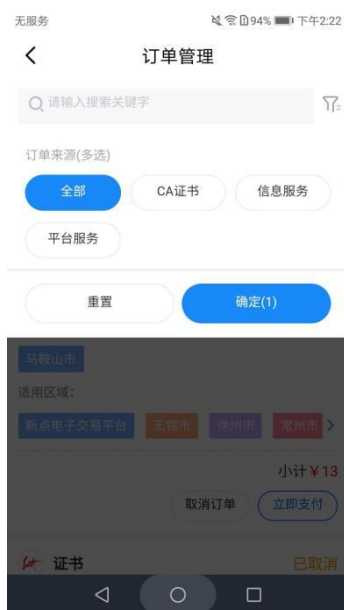 无服务 94% 下午2:22
订单管理
请输入搜索关键字
订单来源(多选)
全部 CA证书 信息服务
平台服务
重置 确定(1)
马鞍山市
适用区域：
新点电子交易平台 无锡市 徐州市 常州市
小计￥13
取消订单 立即支付
证书 已取消